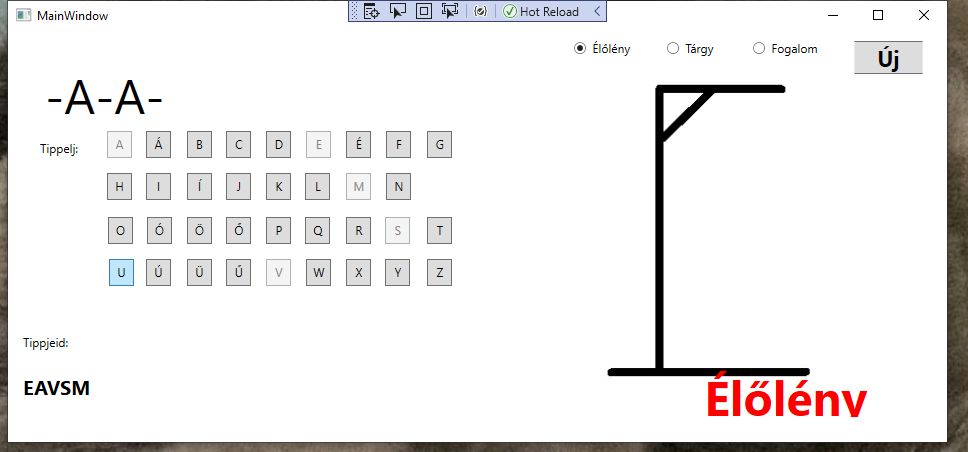 MainWindow
Hot Reload
Élőlény Tárgy Fogalom
Új
-A-A-
Tippelj:
A Á B C D E É F G
H I Í J K L M N
O Ó Ö Ő P Q R S T
U Ú Ü Ű V W X Y Z
Tippjeid:
EAVSM
Élőlény